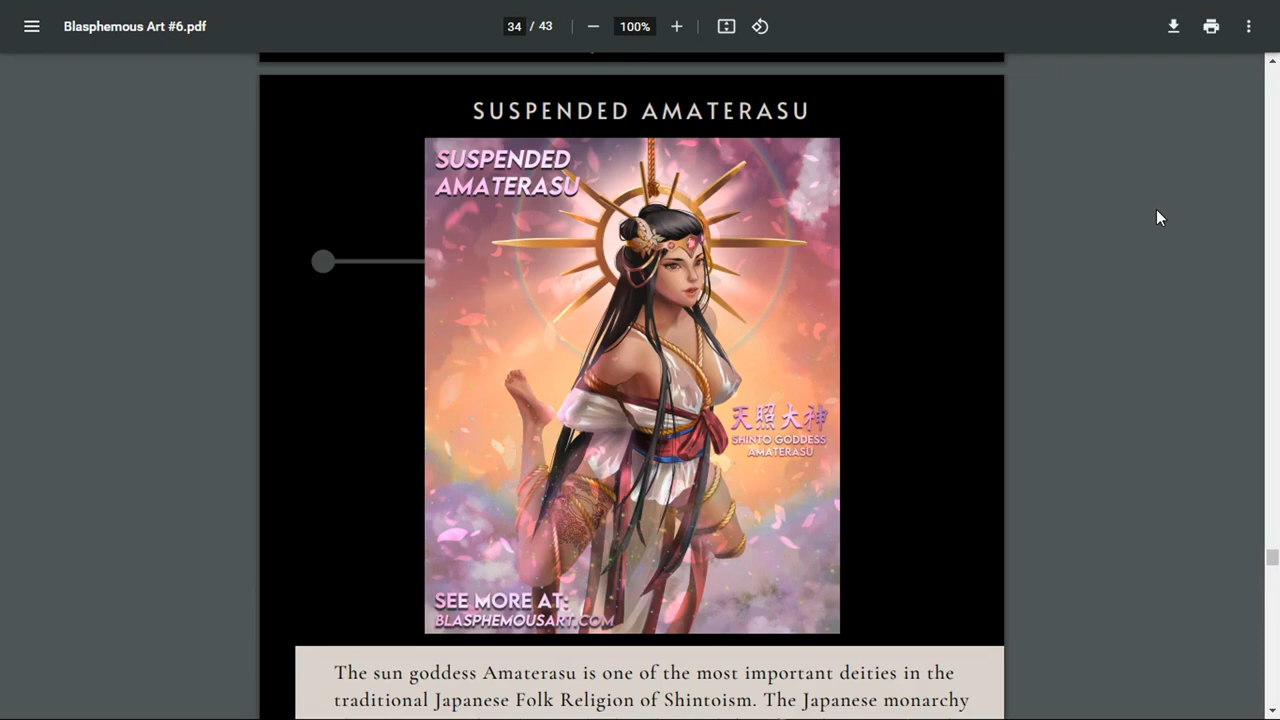 Blasphemous Art #6.pdf
34 / 43
100%
SUSPENDED AMATERASU
SUSPENDED
AMATERASU
天照大神
SHINTO GODDESS
AMATERASU
SEE MORE AT:
BLASPHEMOUSART.COM
The sun goddess Amaterasu is one of the most important deities in the
traditional Japanese Folk Religion of Shintoism. The Japanese monarchy